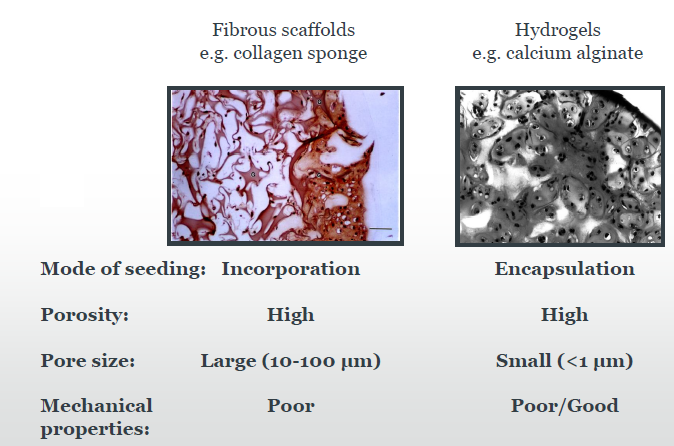 Fibrous scaffolds
e.g. collagen sponge
Hydrogels
e.g. calcium alginate
Mode of seeding: Incorporation Encapsulation
Porosity: High High
Pore size: Large (10-100 µm) Small (<1 µm)
Mechanical properties: Poor Poor/Good